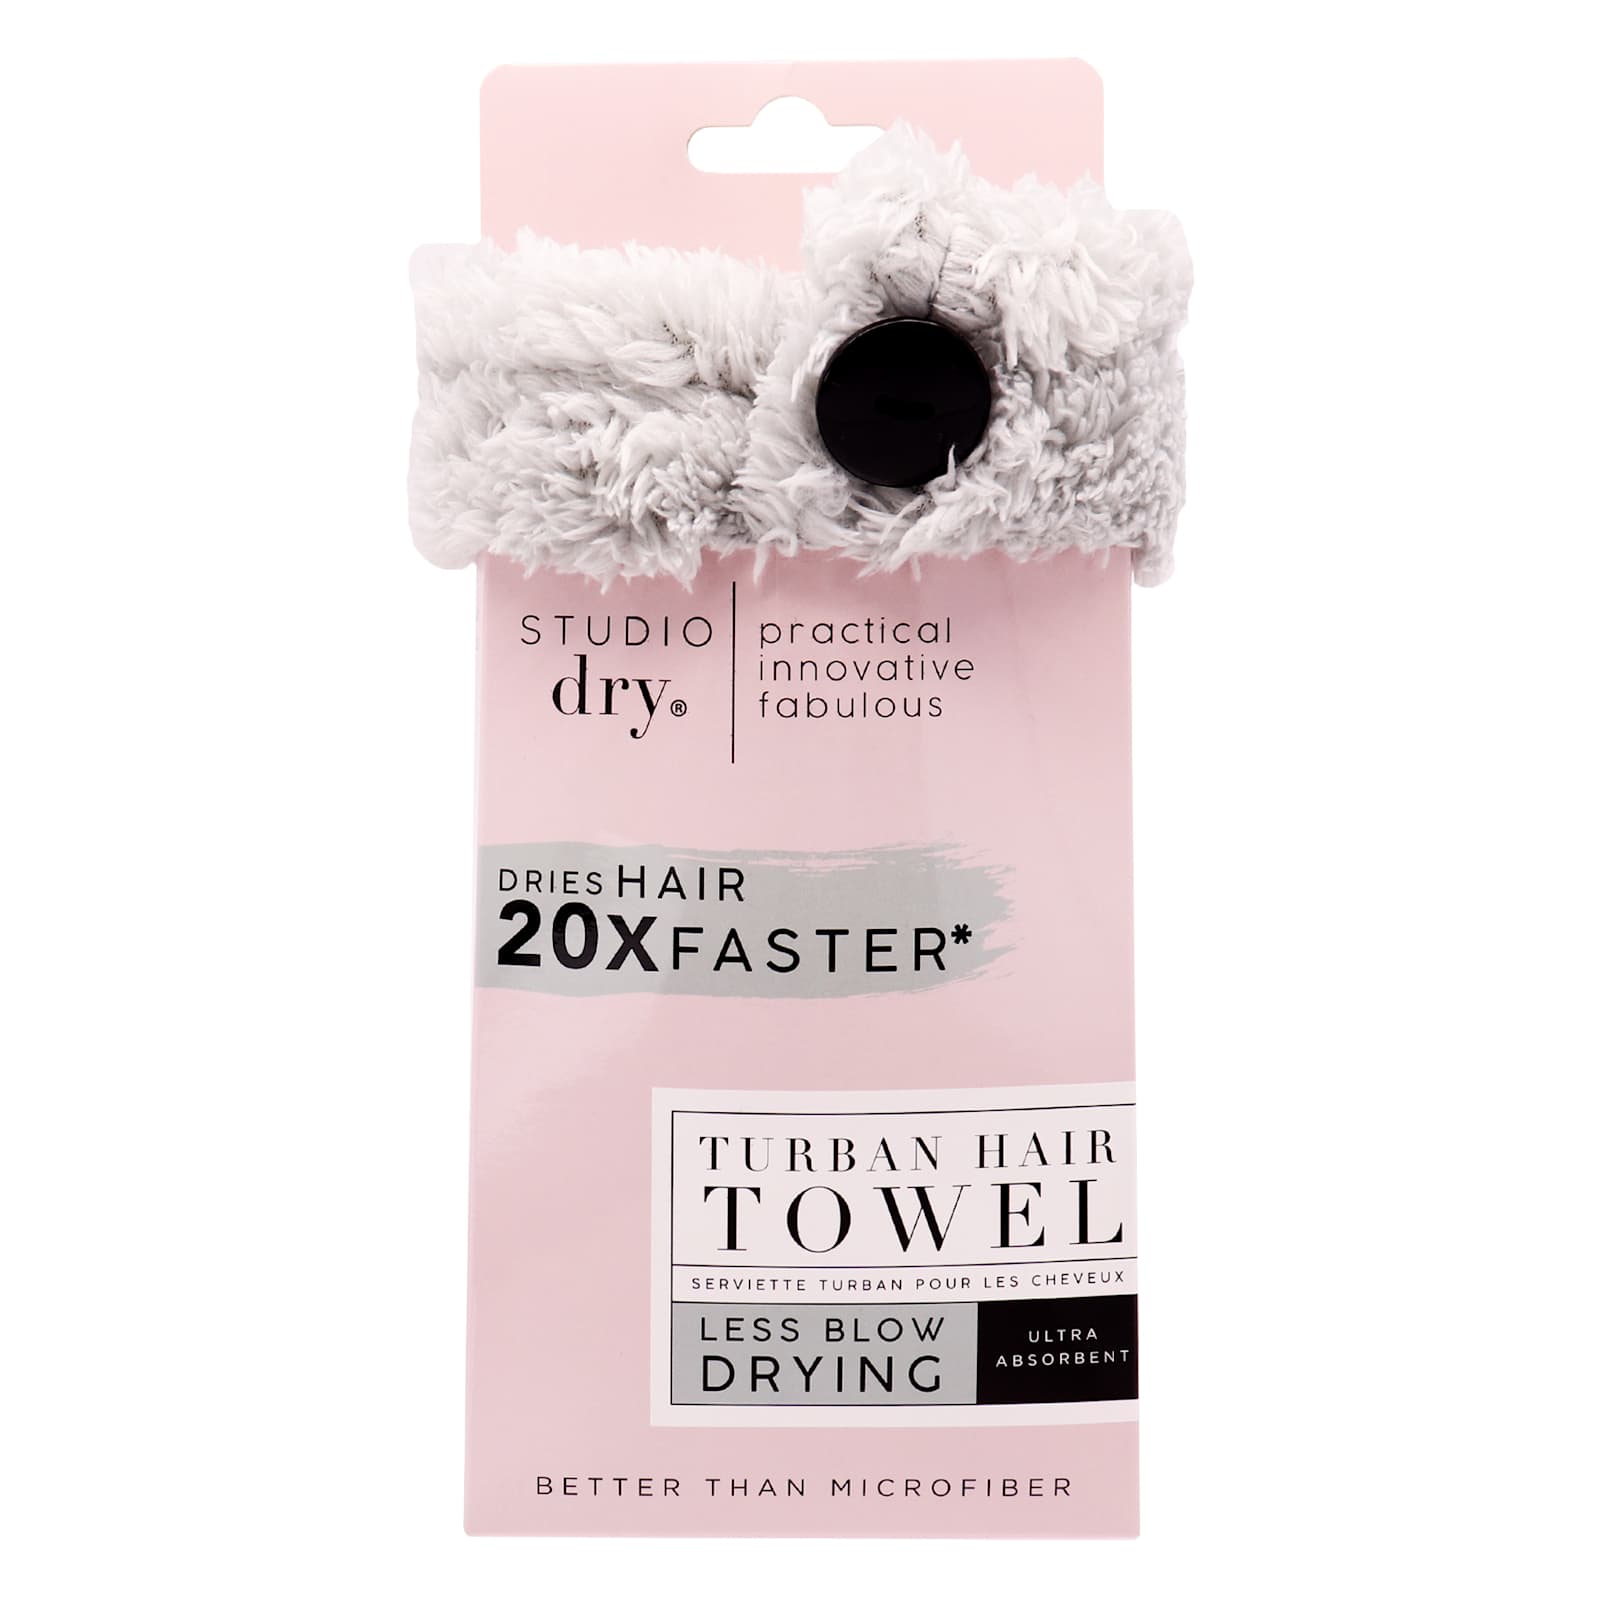 STUDIO
dry®
practical
innovative
fabulous
DRIES HAIR
20X FASTER*
TURBAN HAIR
TOWEL
SERVIETTE TURBAN POUR LES CHEVEUX
LESS BLOW
DRYING
ULTRA
ABSORBENT
BETTER THAN MICROFIBER